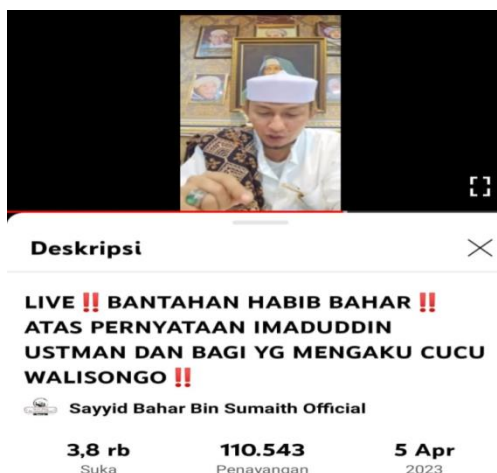 Deskripsi
LIVE ‼️ BANTAHAN HABIB BAHAR ‼️
ATAS PERNYATAAN IMADUDDIN
USTMAN DAN BAGI YG MENGAKU CUCU
WALISONGO ‼️
Sayyid Bahar Bin Sumaith Official
3,8 rb 110.543 5 Apr
Suka Penayangan 2023